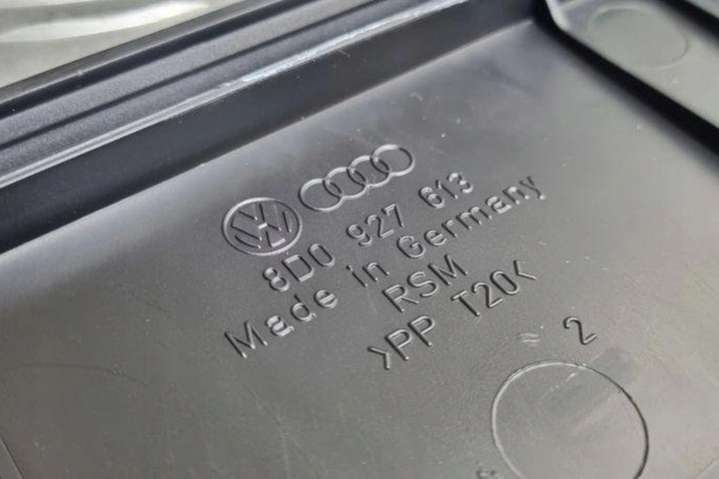 8D0 927 613
Made in Germany
RSM
>PP T20<
2